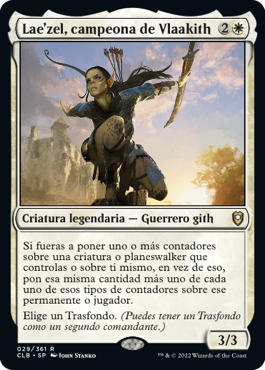 Lae'zel, campeona de Vlaakith 2
Criatura legendaria — Guerrero gith
Si fueras a poner uno o más contadores
sobre una criatura o planeswalker que
controlas o sobre ti mismo, en vez de eso,
pon esa misma cantidad más uno de cada
uno de esos tipos de contadores sobre ese
permanente o jugador.
Elige un Trasfondo. (Puedes tener un Trasfondo
como un segundo comandante.)
3/3
029/361 R
CLB • SP JOHN STANKO
™ & © 2022 Wizards of the Coast